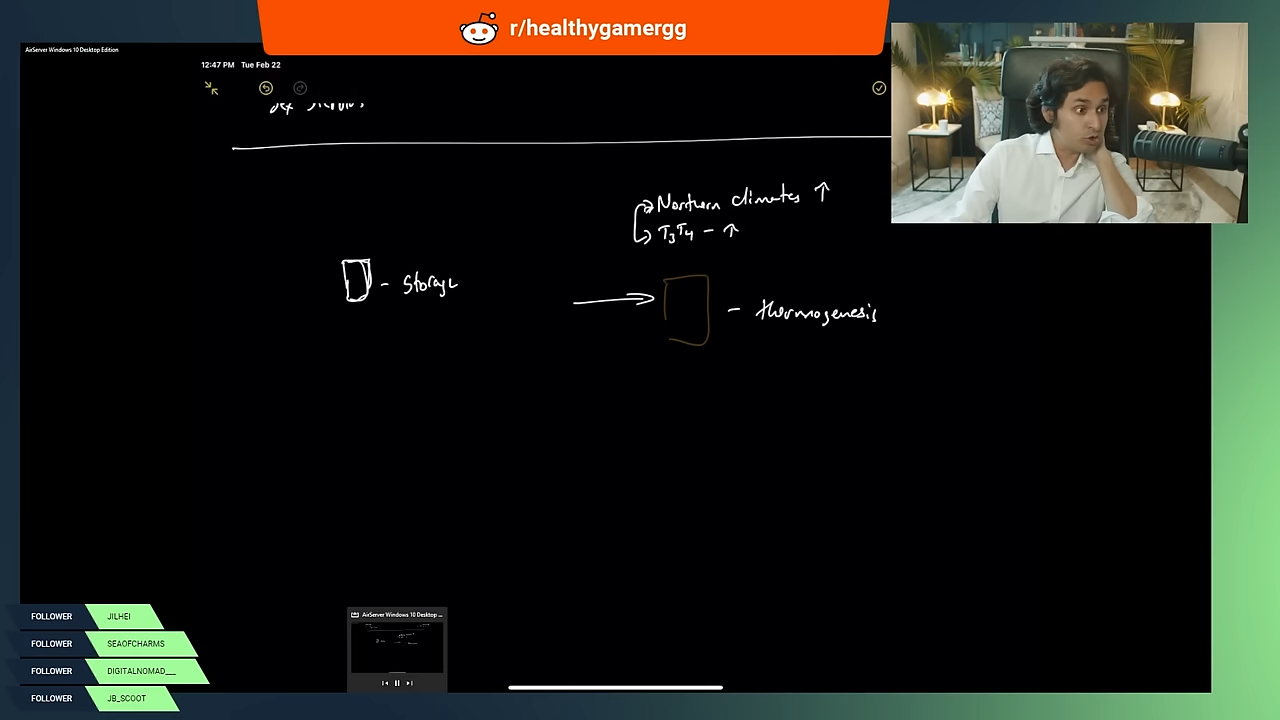 r/healthygamergg
AirServer Windows 10 Desktop Edition
12:47 PM Tue Feb 22
Northern climates ↑
T3T4 - ↑
- Storage
- thermogenesis
FOLLOWER JILHEI
FOLLOWER SEAOFCHARMS
FOLLOWER DIGITALNOMAD___
FOLLOWER JB_SCOOT
AirServer Windows 10 Desktop ...